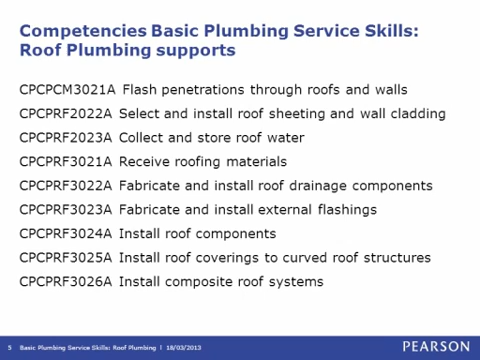 Competencies Basic Plumbing Service Skills:
Roof Plumbing supports
CPCPCM3021A Flash penetrations through roofs and walls
CPCPRF2022A Select and install roof sheeting and wall cladding
CPCPRF2023A Collect and store roof water
CPCPRF3021A Receive roofing materials
CPCPRF3022A Fabricate and install roof drainage components
CPCPRF3023A Fabricate and install external flashings
CPCPRF3024A Install roof components
CPCPRF3025A Install roof coverings to curved roof structures
CPCPRF3026A Install composite roof systems
5 Basic Plumbing Service Skills: Roof Plumbing l 18/03/2013
PEARSON